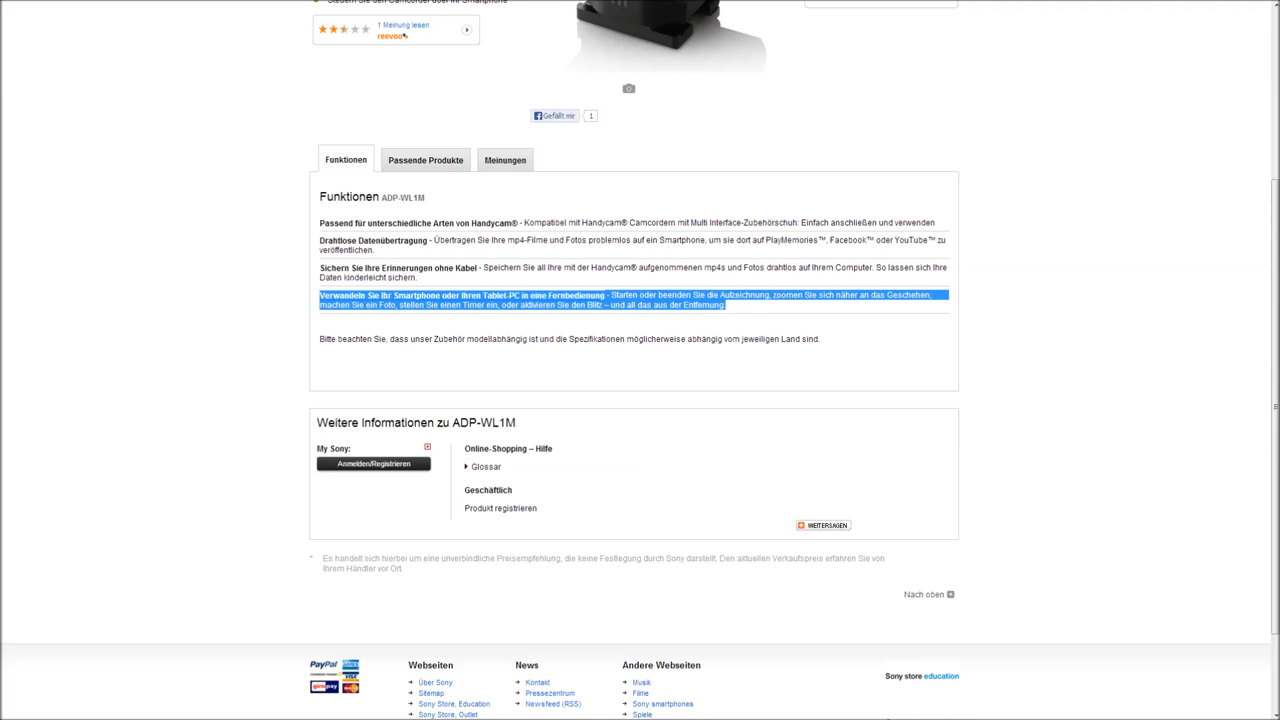 Steuern Sie den Camcorder über Ihr Smartphone
1 Meinung lesen
reevoo
Gefällt mir
1
Funktionen
Passende Produkte
Meinungen
Funktionen ADP-WL1M
Passend für unterschiedliche Arten von Handycam® - Kompatibel mit Handycam® Camcordern mit Multi Interface-Zubehörschuh: Einfach anschließen und verwenden
Drahtlose Datenübertragung - Übertragen Sie Ihre mp4-Filme und Fotos problemlos auf ein Smartphone, um sie dort auf PlayMemories™, Facebook™ oder YouTube™ zu
veröffentlichen.
Sichern Sie Ihre Erinnerungen ohne Kabel - Speichern Sie all Ihre mit der Handycam® aufgenommenen mp4s und Fotos drahtlos auf Ihrem Computer. So lassen sich Ihre
Daten kinderleicht sichern.
Verwandeln Sie Ihr Smartphone oder Ihren Tablet-PC in eine Fernbedienung - Starten oder beenden Sie die Aufzeichnung, zoomen Sie sich näher an das Geschehen,
machen Sie ein Foto, stellen Sie einen Timer ein, oder aktivieren Sie den Blitz – und all das aus der Entfernung.
Bitte beachten Sie, dass unser Zubehör modellabhängig ist und die Spezifikationen möglicherweise abhängig vom jeweiligen Land sind.
Weitere Informationen zu ADP-WL1M
My Sony:
Anmelden/Registrieren
Online-Shopping – Hilfe
Glossar
Geschäftlich
Produkt registrieren
WEITERSAGEN
* Es handelt sich hierbei um eine unverbindliche Preisempfehlung, die keine Festlegung durch Sony darstellt. Den aktuellen Verkaufspreis erfahren Sie von
Ihrem Händler vor Ort.
Nach oben
PayPal
VISA
giropay
Webseiten
Über Sony
Sitemap
Sony Store, Education
Sony Store, Outlet
News
Kontakt
Pressezentrum
Newsfeed (RSS)
Andere Webseiten
Musik
Filme
Sony smartphones
Spiele
Sony store education